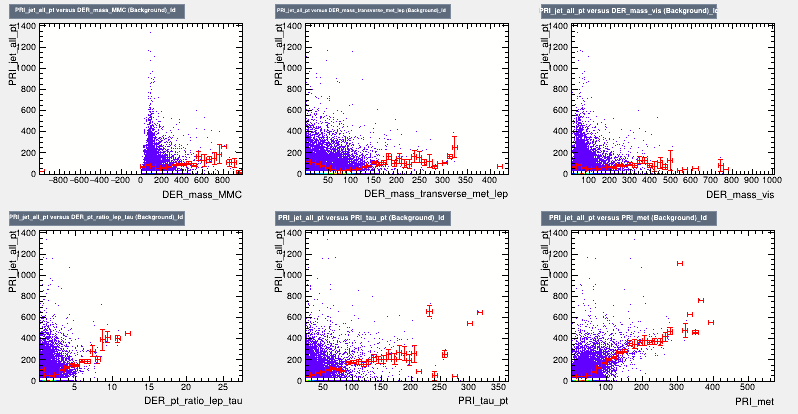 PRI_jet_all_pt versus DER_mass_MMC (Background)_Id
PRI_jet_all_pt
1400
1200
1000
800
600
400
200
0
−800 −600 −400 −200 0 200 400 600 800
DER_mass_MMC
PRI_jet_all_pt versus DER_mass_transverse_met_lep (Background)_Id
PRI_jet_all_pt
1400
1200
1000
800
600
400
200
0
50 100 150 200 250 300 350 400
DER_mass_transverse_met_lep
PRI_jet_all_pt versus DER_mass_vis (Background)_Id
PRI_jet_all_pt
1400
1200
1000
800
600
400
200
0
100 200 300 400 500 600 700 800 900 1000
DER_mass_vis
PRI_jet_all_pt versus DER_pt_ratio_lep_tau (Background)_Id
PRI_jet_all_pt
1400
1200
1000
800
600
400
200
0
5 10 15 20 25
DER_pt_ratio_lep_tau
PRI_jet_all_pt versus PRI_tau_pt (Background)_Id
PRI_jet_all_pt
1400
1200
1000
800
600
400
200
0
50 100 150 200 250 300 350
PRI_tau_pt
PRI_jet_all_pt versus PRI_met (Background)_Id
PRI_jet_all_pt
1400
1200
1000
800
600
400
200
0
100 200 300 400 500
PRI_met